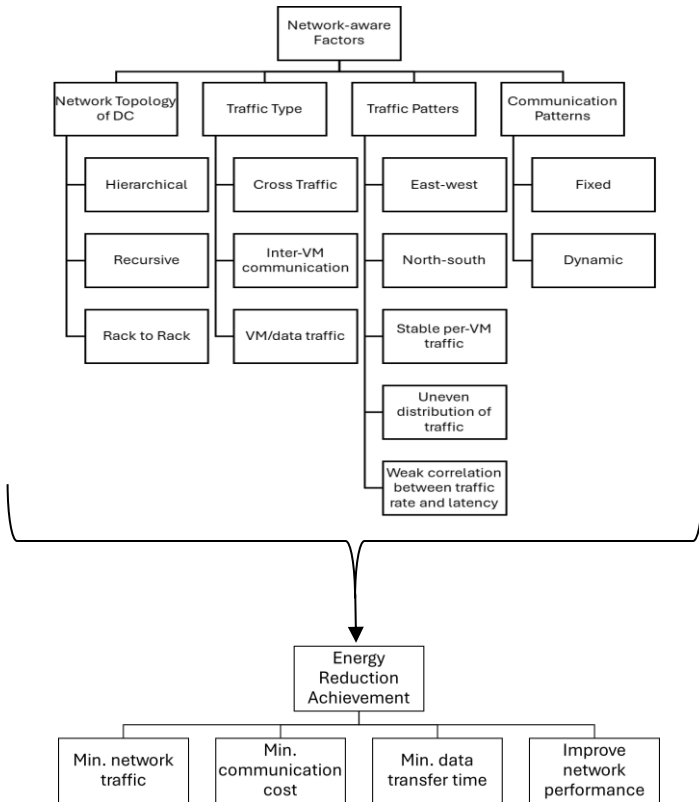 Network-aware
Factors
Network Topology
of DC
Traffic Type
Traffic Patters
Communication
Patterns
Hierarchical
Cross Traffic
East-west
Fixed
Recursive
Inter-VM
communication
North-south
Dynamic
Rack to Rack
VM/data traffic
Stable per-VM
traffic
Uneven
distribution of
traffic
Weak correlation
between traffic
rate and latency
Energy
Reduction
Achievement
Min. network
traffic
Min.
communication
cost
Min. data
transfer time
Improve
network
performance